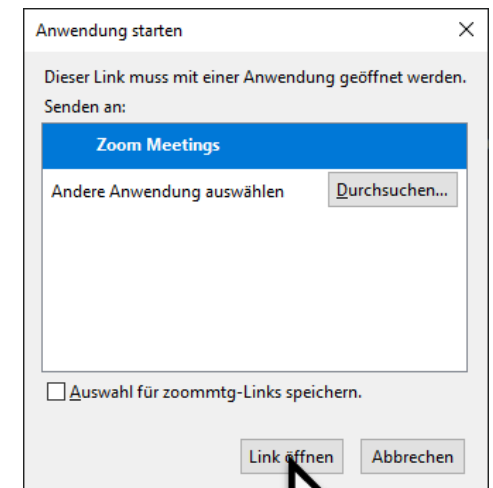 Anwendung starten
Dieser Link muss mit einer Anwendung geöffnet werden.
Senden an:
Zoom Meetings
Andere Anwendung auswählen Durchsuchen...
Auswahl für zoommtg-Links speichern.
Link öffnen Abbrechen